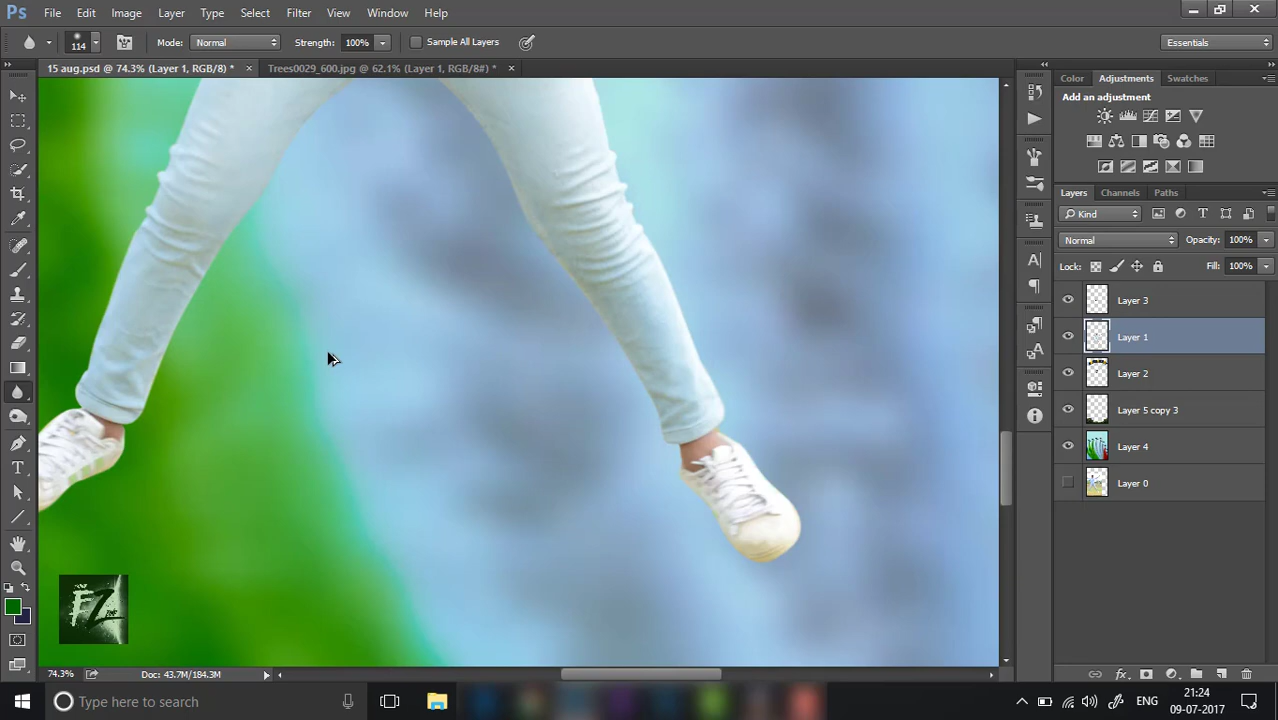 Ps File Edit Image Layer Type Select Filter View Window Help
114 Mode: Normal Strength: 100% Sample All Layers Essentials
15 aug.psd @ 74.3% (Layer 1, RGB/8) * × Trees0029_600.jpg @ 62.1% (Layer 1, RGB/8#) * ×
Color Adjustments Swatches
Add an adjustment
Layers Channels Paths
Kind
Normal Opacity: 100%
Lock: Fill: 100%
Layer 3
Layer 1
Layer 2
Layer 5 copy 3
Layer 4
Layer 0
FZ
74.3% Doc: 43.7M/184.3M
Type here to search
ENG
21:24
09-07-2017